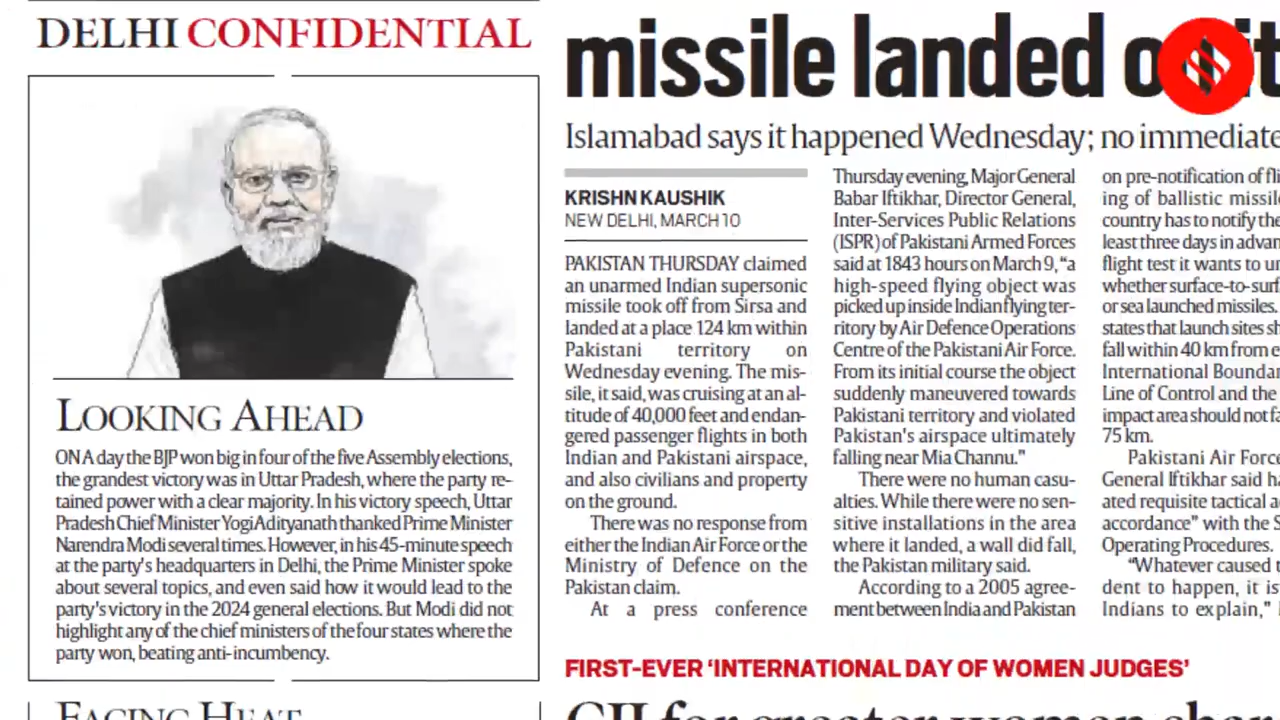 DELHI CONFIDENTIAL
LOOKING AHEAD
ON A day the BJP won big in four of the five Assembly elections,
the grandest victory was in Uttar Pradesh, where the party re-
tained power with a clear majority. In his victory speech, Uttar
Pradesh Chief Minister Yogi Adityanath thanked Prime Minister
Narendra Modi several times. However, in his 45-minute speech
at the party's headquarters in Delhi, the Prime Minister spoke
about several topics, and even said how it would lead to the
party's victory in the 2024 general elections. But Modi did not
highlight any of the chief ministers of the four states where the
party won, beating anti-incumbency.
FACING HEAT
missile landed
Islamabad says it happened Wednesday; no immediate
KRISHN KAUSHIK
NEW DELHI, MARCH 10
PAKISTAN THURSDAY claimed
an unarmed Indian supersonic
missile took off from Sirsa and
landed at a place 124 km within
Pakistani territory on
Wednesday evening. The mis-
sile, it said, was cruising at an al-
titude of 40,000 feet and endan-
gered passenger flights in both
Indian and Pakistani airspace,
and also civilians and property
on the ground.
There was no response from
either the Indian Air Force or the
Ministry of Defence on the
Pakistan claim.
At a press conference
Thursday evening, Major General
Babar Iftikhar, Director General,
Inter-Services Public Relations
(ISPR) of Pakistani Armed Forces
said at 1843 hours on March 9, "a
high-speed flying object was
picked up inside Indian flying ter-
ritory by Air Defence Operations
Centre of the Pakistani Air Force.
From its initial course the object
suddenly maneuvered towards
Pakistani territory and violated
Pakistan's airspace ultimately
falling near Mia Channu."
There were no human casu-
alties. While there were no sen-
sitive installations in the area
where it landed, a wall did fall,
the Pakistan military said.
According to a 2005 agree-
ment between India and Pakistan
on pre-notification of
ing of ballistic
country has to notify the
least three days in
flight test it wants to
whether
or sea launched missiles.
states that launch sites
fall within 40 km from
International
Line of Control and the
impact area should not
75 km.
Pakistani Air Force
General Iftikhar said
ated requisite tactical
accordance" with the
Operating Procedures.
"Whatever caused
dent to happen, it is
Indians to explain,"
FIRST-EVER 'INTERNATIONAL DAY OF WOMEN JUDGES'
CJI for greater women